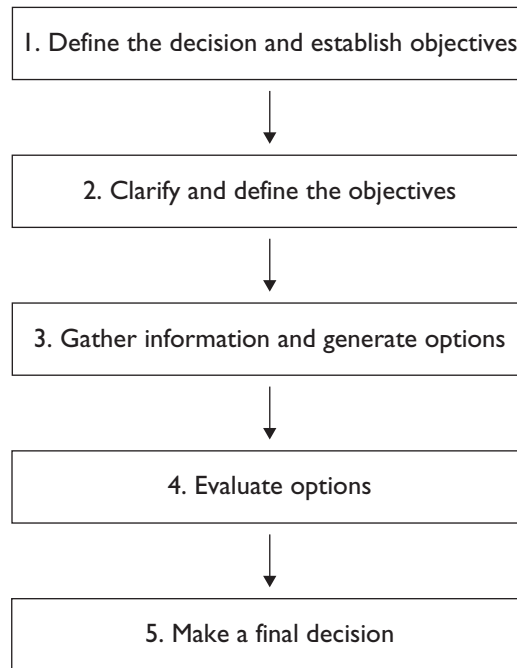 1. Define the decision and establish objectives
2. Clarify and define the objectives
3. Gather information and generate options
4. Evaluate options
5. Make a final decision